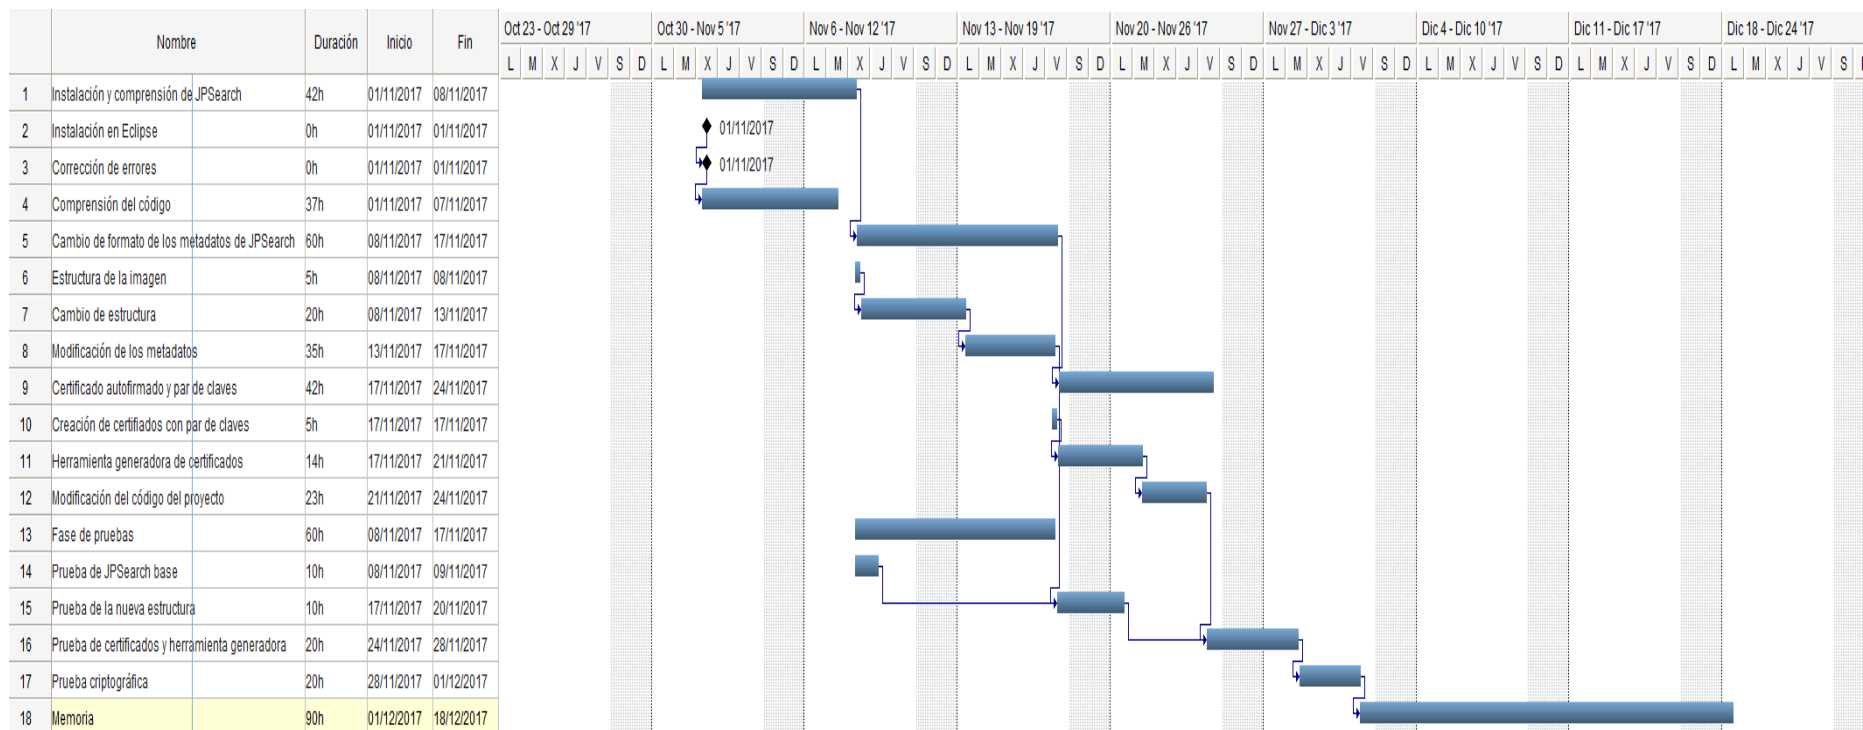 Nombre Duración Inicio Fin Oct 23 - Oct 29 '17 Oct 30 - Nov 5 '17 Nov 6 - Nov 12 '17 Nov 13 - Nov 19 '17 Nov 20 - Nov 26 '17 Nov 27 - Dic 3 '17 Dic 4 - Dic 10 '17 Dic 11 - Dic 17 '17 Dic 18 - Dic 24 '17
L M X J V S D L M X J V S D L M X J V S D L M X J V S D L M X J V S D L M X J V S D L M X J V S D L M X J V S D L M X J V S
1 Instalación y comprensión de JPSearch 42h 01/11/2017 08/11/2017
2 Instalación en Eclipse 0h 01/11/2017 01/11/2017 01/11/2017
3 Corrección de errores 0h 01/11/2017 01/11/2017 01/11/2017
4 Comprensión del código 37h 01/11/2017 07/11/2017
5 Cambio de formato de los metadatos de JPSearch 60h 08/11/2017 17/11/2017
6 Estructura de la imagen 5h 08/11/2017 08/11/2017
7 Cambio de estructura 20h 08/11/2017 13/11/2017
8 Modificación de los metadatos 35h 13/11/2017 17/11/2017
9 Certificado autofirmado y par de claves 42h 17/11/2017 24/11/2017
10 Creación de certifiados con par de claves 5h 17/11/2017 17/11/2017
11 Herramienta generadora de certificados 14h 17/11/2017 21/11/2017
12 Modificación del código del proyecto 23h 21/11/2017 24/11/2017
13 Fase de pruebas 60h 08/11/2017 17/11/2017
14 Prueba de JPSearch base 10h 08/11/2017 09/11/2017
15 Prueba de la nueva estructura 10h 17/11/2017 20/11/2017
16 Prueba de certificados y herramienta generadora 20h 24/11/2017 28/11/2017
17 Prueba criptográfica 20h 28/11/2017 01/12/2017
18 Memoria 90h 01/12/2017 18/12/2017